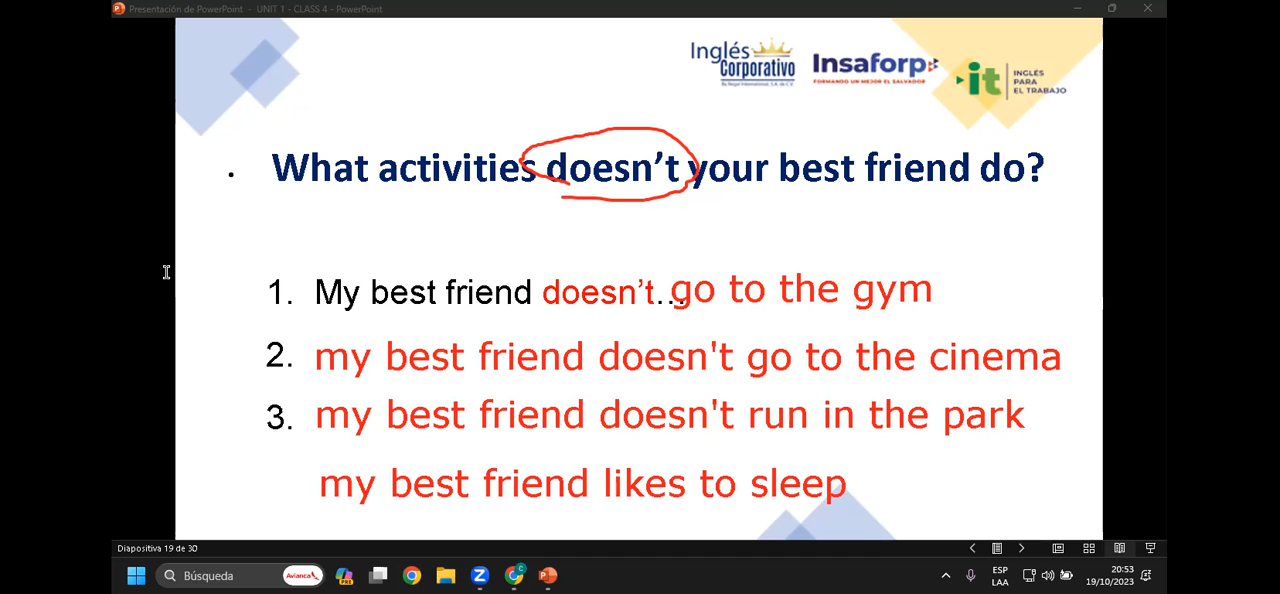 Presentación de PowerPoint - UNIT 1 - CLASS 4 - PowerPoint
Inglés
Corporativo
Insaforp
FORMANDO UN MEJOR EL SALVADOR
it
INGLÉS
PARA
EL TRABAJO
• What activities doesn't your best friend do?
1. My best friend doesn't... go to the gym
2. my best friend doesn't go to the cinema
3. my best friend doesn't run in the park
my best friend likes to sleep
Diapositiva 19 de 30
Búsqueda
Avianca
PRE
ESP
LAA
20:53
19/10/2023